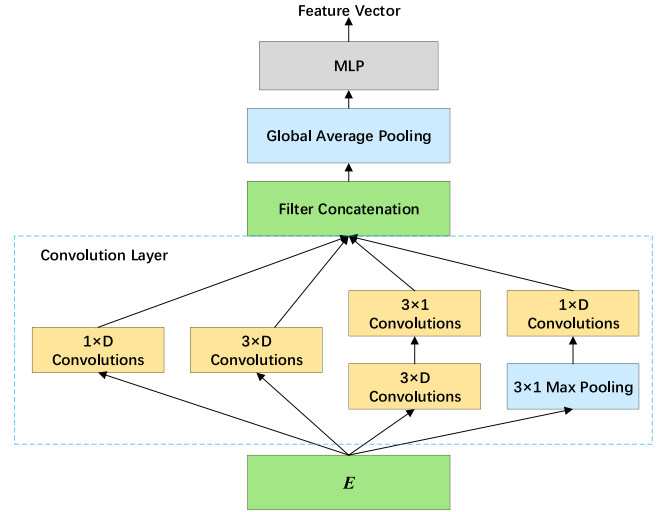 Feature Vector
MLP
Global Average Pooling
Filter Concatenation
Convolution Layer
1×D
Convolutions
3×D
Convolutions
3×1
Convolutions
1×D
Convolutions
3×D
Convolutions
3×1 Max Pooling
E